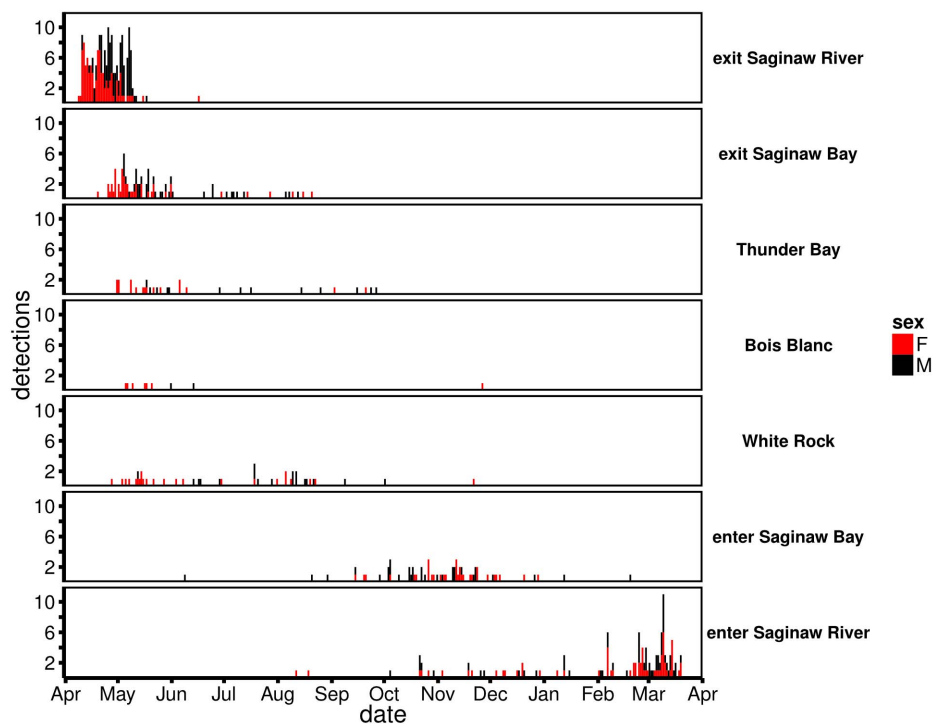 10
6
2
exit Saginaw River
10
6
2
exit Saginaw Bay
10
6
2
Thunder Bay
10
6
2
Bois Blanc
10
6
2
White Rock
10
6
2
enter Saginaw Bay
10
6
2
enter Saginaw River
detections
sex
F
M
Apr May Jun Jul Aug Sep Oct Nov Dec Jan Feb Mar Apr
date